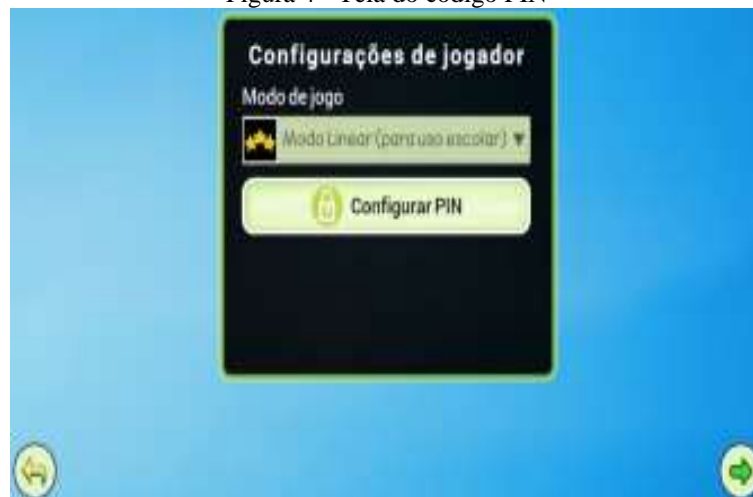 Figura 4 - Tela do código PIN
Configurações de jogador
Modo de jogo
Modo Linear (para uso escolar)
Configurar PIN